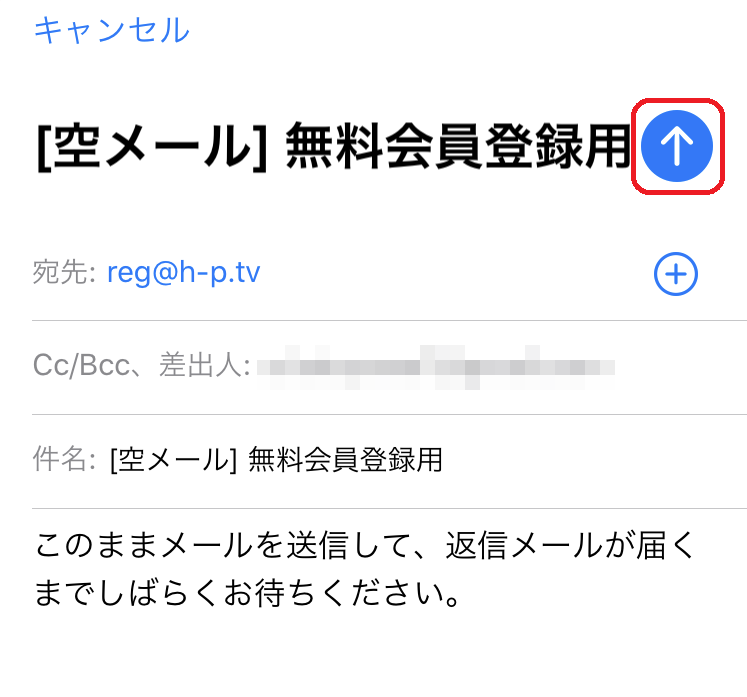 キャンセル
[空メール] 無料会員登録用
宛先: reg@h-p.tv
Cc/Bcc、差出人:
件名: [空メール] 無料会員登録用
このままメールを送信して、返信メールが届く
までしばらくお待ちください。